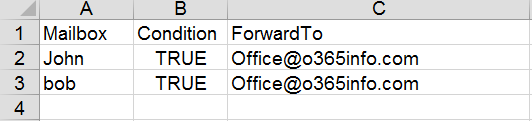 A B C
1 Mailbox Condition ForwardTo
2 John TRUE Office@o365info.com
3 bob TRUE Office@o365info.com
4